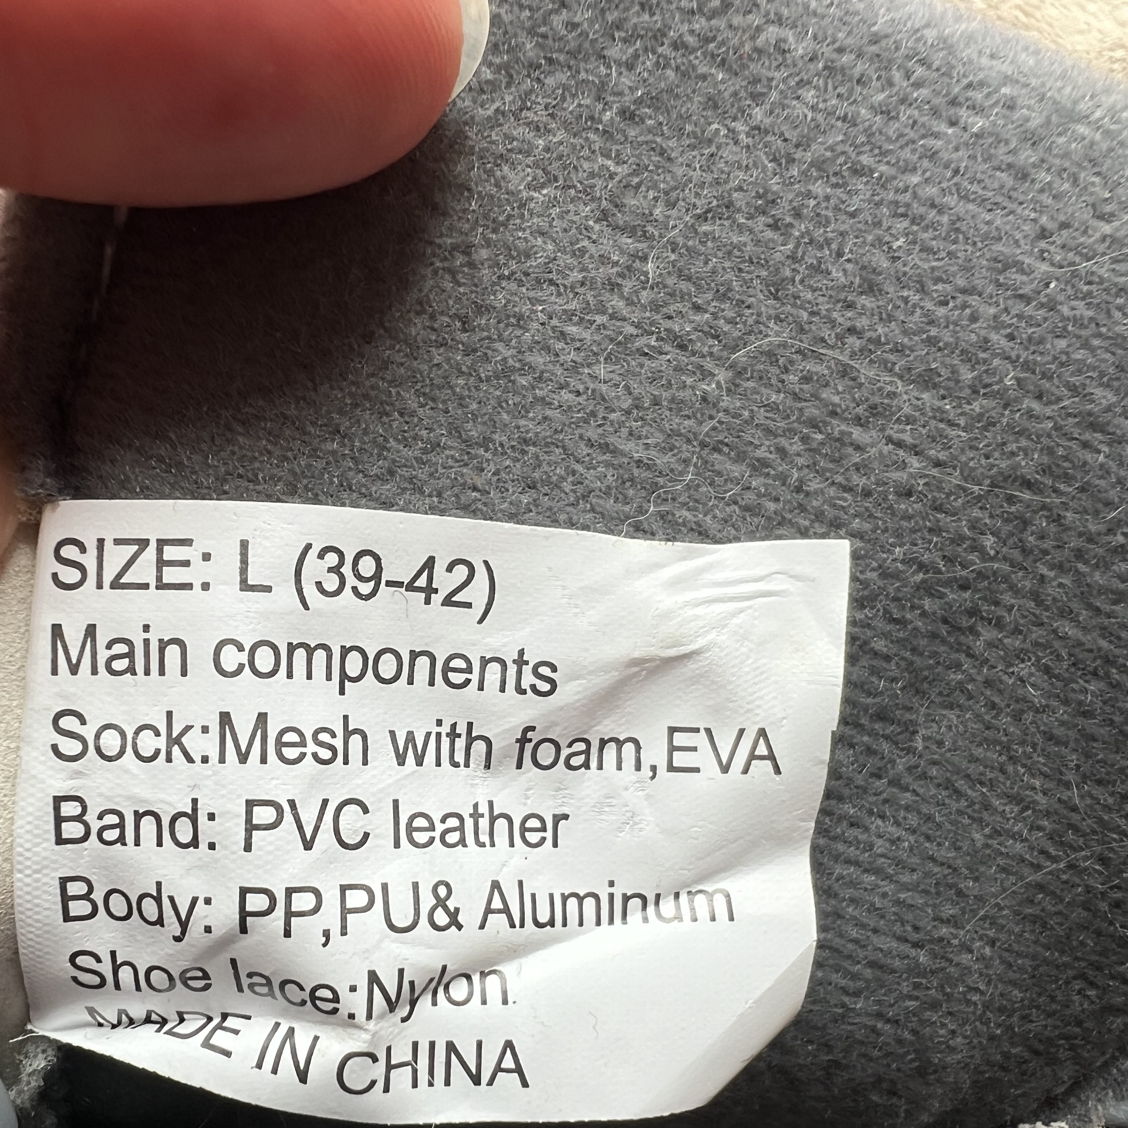 SIZE: L (39-42)
Main components
Sock:Mesh with foam,EVA
Band: PVC leather
Body: PP,PU& Aluminum
Shoe lace:Nylon
MADE IN CHINA